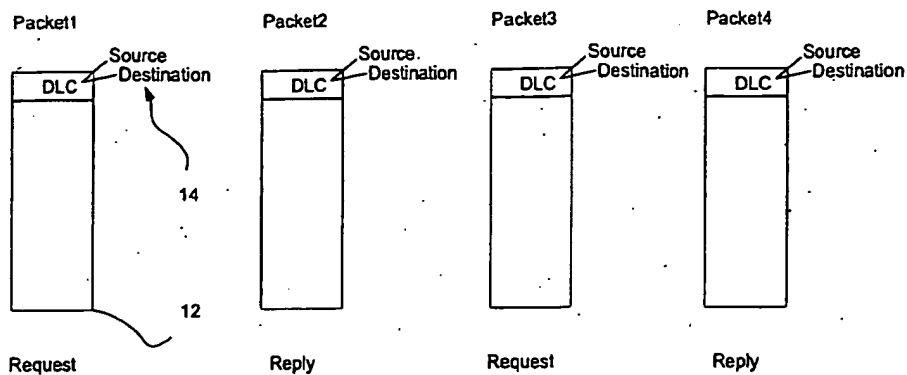 Packet1 Packet2 Packet3 Packet4
Source Source. Source Source
DLC Destination DLC Destination DLC Destination DLC Destination
14
12
Request Reply Request Reply